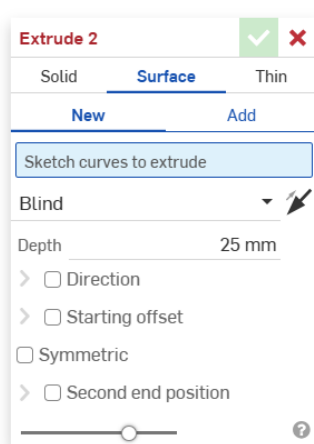 Extrude 2
Solid Surface Thin
New Add
Sketch curves to extrude
Blind
Depth 25 mm
Direction
Starting offset
Symmetric
Second end position
?